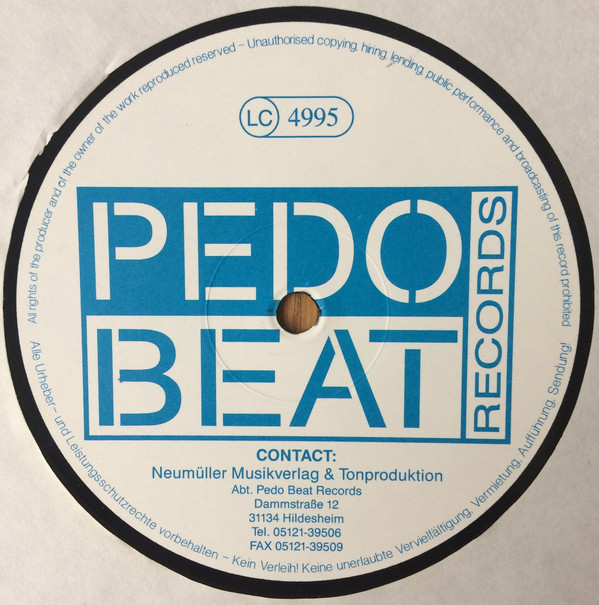 All rights of the producer and of the owner of the work reproduced reserved – Unauthorised copying, hiring, lending, public performance and broadcasting of this record prohibited
LC 4995
PEDO
BEAT
RECORDS
CONTACT:
Neumüller Musikverlag & Tonproduktion
Abt. Pedo Beat Records
Dammstraße 12
31134 Hildesheim
Tel. 05121-39506
FAX 05121-39509
Alle Urheber- und Leistungsschutzrechte vorbehalten – Kein Verleih! Keine unerlaubte Vervielfältigung, Vermietung, Aufführung, Sendung!